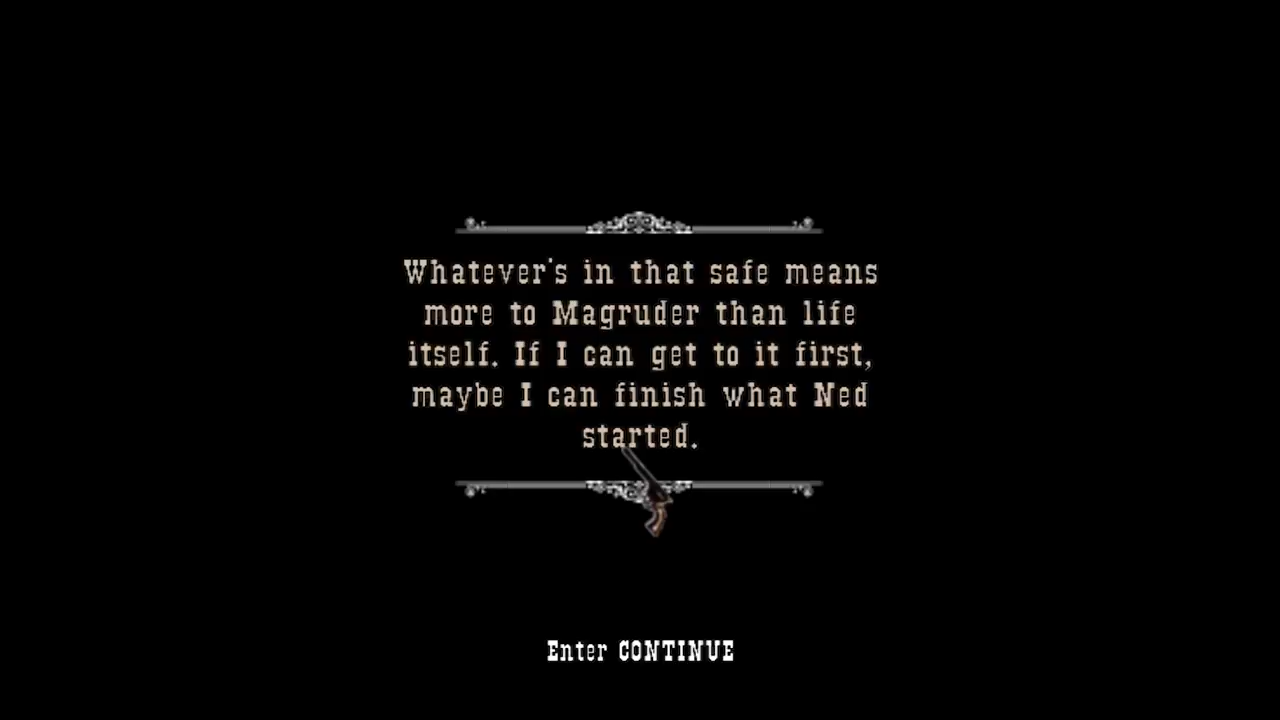 Whatever's in that safe means
more to Magruder than life
itself. If I can get to it first,
maybe I can finish what Ned
started.
Enter CONTINUE